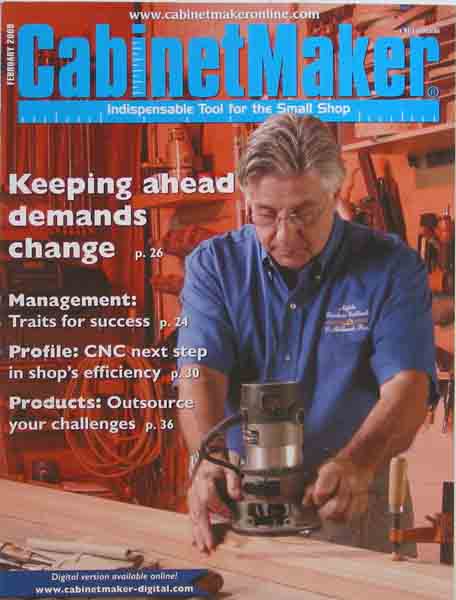 www.cabinetmakeronline.com
FEBRUARY 2009
CabinetMaker
Indispensable Tool for the Small Shop
Keeping ahead
demands
change p. 26
Management:
Traits for success p. 24
Profile: CNC next step
in shop's efficiency p. 30
Products: Outsource
your challenges p. 36
Digital version available online!
www.cabinetmaker-digital.com